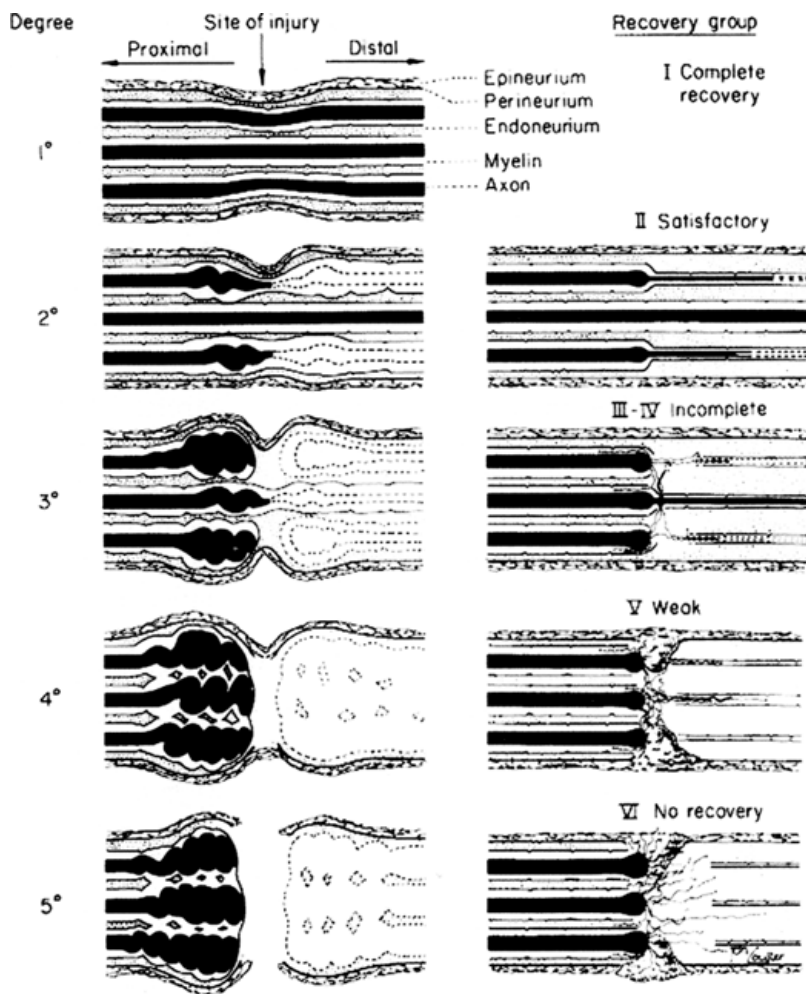 Degree
Site of injury
Recovery group
Proximal
Distal
Epineurium
Perineurium
Endoneurium
Myelin
Axon
I Complete
recovery
1°
II Satisfactory
2°
III-IV Incomplete
3°
V Weak
4°
VI No recovery
5°